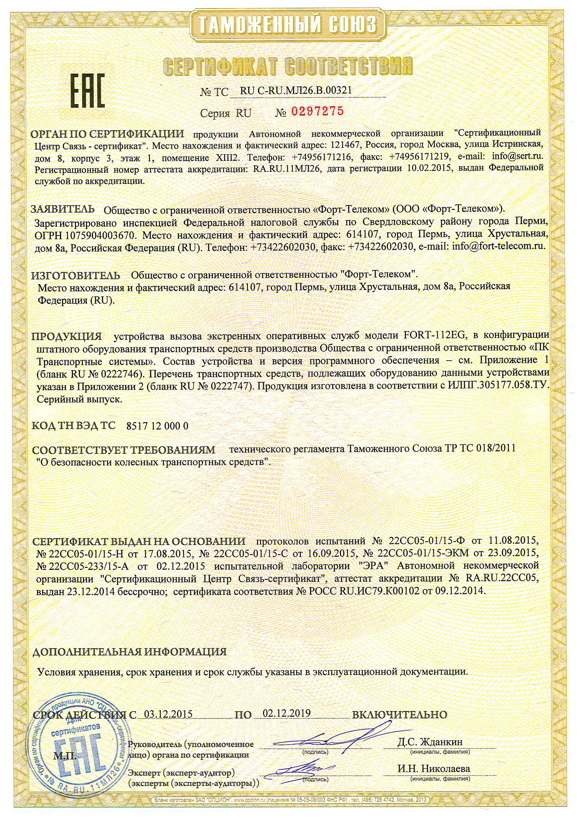 ТАМОЖЕННЫЙ СОЮЗ
СЕРТИФИКАТ СООТВЕТСТВИЯ
ЕАС
№ ТС RU C-RU.МЛ26.В.00321
Серия RU № 0297275
ОРГАН ПО СЕРТИФИКАЦИИ продукции Автономной некоммерческой организации "Сертификационный
Центр Связь - сертификат". Место нахождения и фактический адрес: 121467, Россия, город Москва, улица Истринская,
дом 8, корпус 3, этаж 1, помещение XIII2. Телефон: +74956171216, факс: +74956171219, e-mail: info@sert.ru.
Регистрационный номер аттестата аккредитации: RA.RU.11МЛ26, дата регистрации 10.02.2015, выдан Федеральной
службой по аккредитации.
ЗАЯВИТЕЛЬ Общество с ограниченной ответственностью «Форт-Телеком» (ООО «Форт-Телеком»).
Зарегистрировано инспекцией Федеральной налоговой службы по Свердловскому району города Перми,
ОГРН 1075904003670. Место нахождения и фактический адрес: 614107, город Пермь, улица Хрустальная,
дом 8а, Российская Федерация (RU). Телефон: +73422602030, факс: +73422602030, e-mail: info@fort-telecom.ru.
ИЗГОТОВИТЕЛЬ Общество с ограниченной ответственностью "Форт-Телеком".
Место нахождения и фактический адрес: 614107, город Пермь, улица Хрустальная, дом 8а, Российская
Федерация (RU).
ПРОДУКЦИЯ устройства вызова экстренных оперативных служб модели FORT-112EG, в конфигурации
штатного оборудования транспортных средств производства Общества с ограниченной ответственностью «ПК
Транспортные системы». Состав устройства и версия программного обеспечения – см. Приложение 1
(бланк RU № 0222746). Перечень транспортных средств, подлежащих оборудованию данными устройствами
указан в Приложении 2 (бланк RU № 0222747). Продукция изготовлена в соответствии с ИЛПГ.305177.058.ТУ.
Серийный выпуск.
КОД ТН ВЭД ТС 8517 12 000 0
СООТВЕТСТВУЕТ ТРЕБОВАНИЯМ технического регламента Таможенного Союза ТР ТС 018/2011
"О безопасности колесных транспортных средств".
СЕРТИФИКАТ ВЫДАН НА ОСНОВАНИИ протоколов испытаний № 22СС05-01/15-Ф от 11.08.2015,
№ 22СС05-01/15-Н от 17.08.2015, № 22СС05-01/15-С от 16.09.2015, № 22СС05-01/15-ЭКМ от 23.09.2015,
№ 22СС05-233/15-А от 02.12.2015 испытательной лаборатории "ЭРА" Автономной некоммерческой
организации "Сертификационный Центр Связь-сертификат", аттестат аккредитации № RA.RU.22СС05,
выдан 23.12.2014 бессрочно; сертификата соответствия № РОСС RU.ИС79.К00102 от 09.12.2014.
ДОПОЛНИТЕЛЬНАЯ ИНФОРМАЦИЯ
Условия хранения, срок хранения и срок службы указаны в эксплуатационной документации.
СРОК ДЕЙСТВИЯ С 03.12.2015 ПО 02.12.2019 ВКЛЮЧИТЕЛЬНО
Для
сертификатов
ЕАС
М.П.
Руководитель (уполномоченное
лицо) органа по сертификации
(подпись)
Д.С. Жданкин
(инициалы, фамилия)
Эксперт (эксперт-аудитор)
(эксперты (эксперты-аудиторы))
(подпись)
И.Н. Николаева
(инициалы, фамилия)